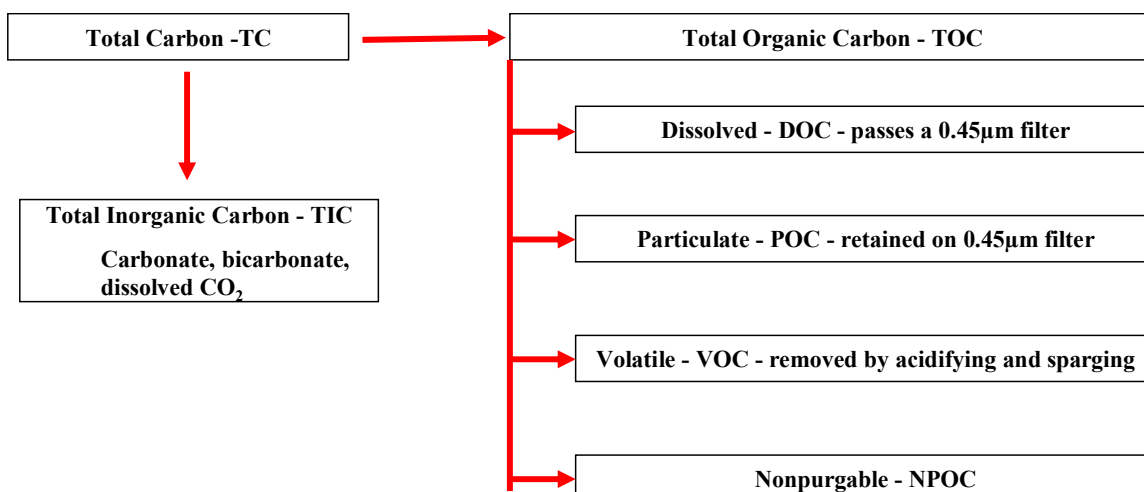 Total Carbon -TC
Total Organic Carbon - TOC
Dissolved - DOC - passes a 0.45µm filter
Total Inorganic Carbon - TIC
Carbonate, bicarbonate,
dissolved CO₂
Particulate - POC - retained on 0.45µm filter
Volatile - VOC - removed by acidifying and sparging
Nonpurgable - NPOC